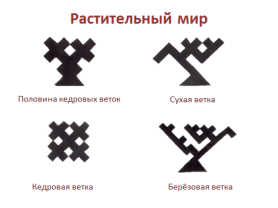 Растительный мир
Половина кедровых веток
Сухая ветка
Кедровая ветка
Берёзовая ветка